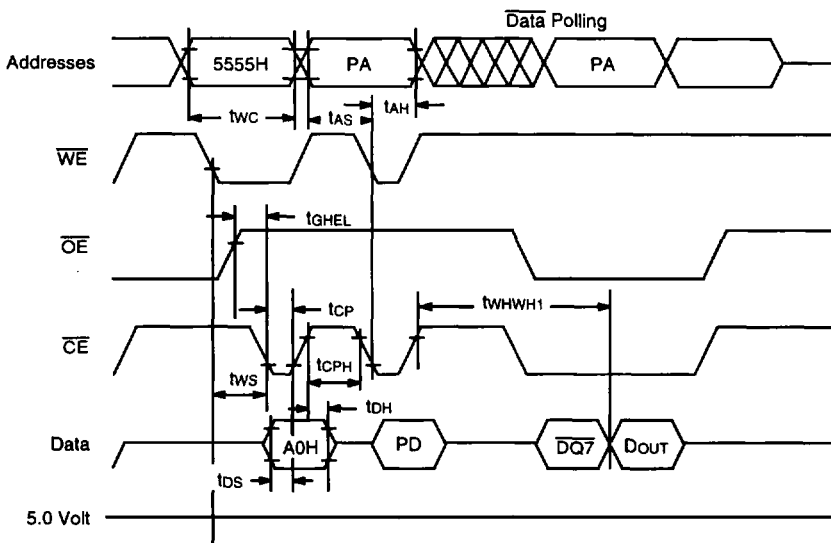 Data Polling
Addresses 5555H PA PA
tWC tAS tAH
WE
tGHEL
OE
tCP tWHWH1
CE
tWS tCPH
tDH
Data A0H PD DQ7 DOUT
tDS
5.0 Volt